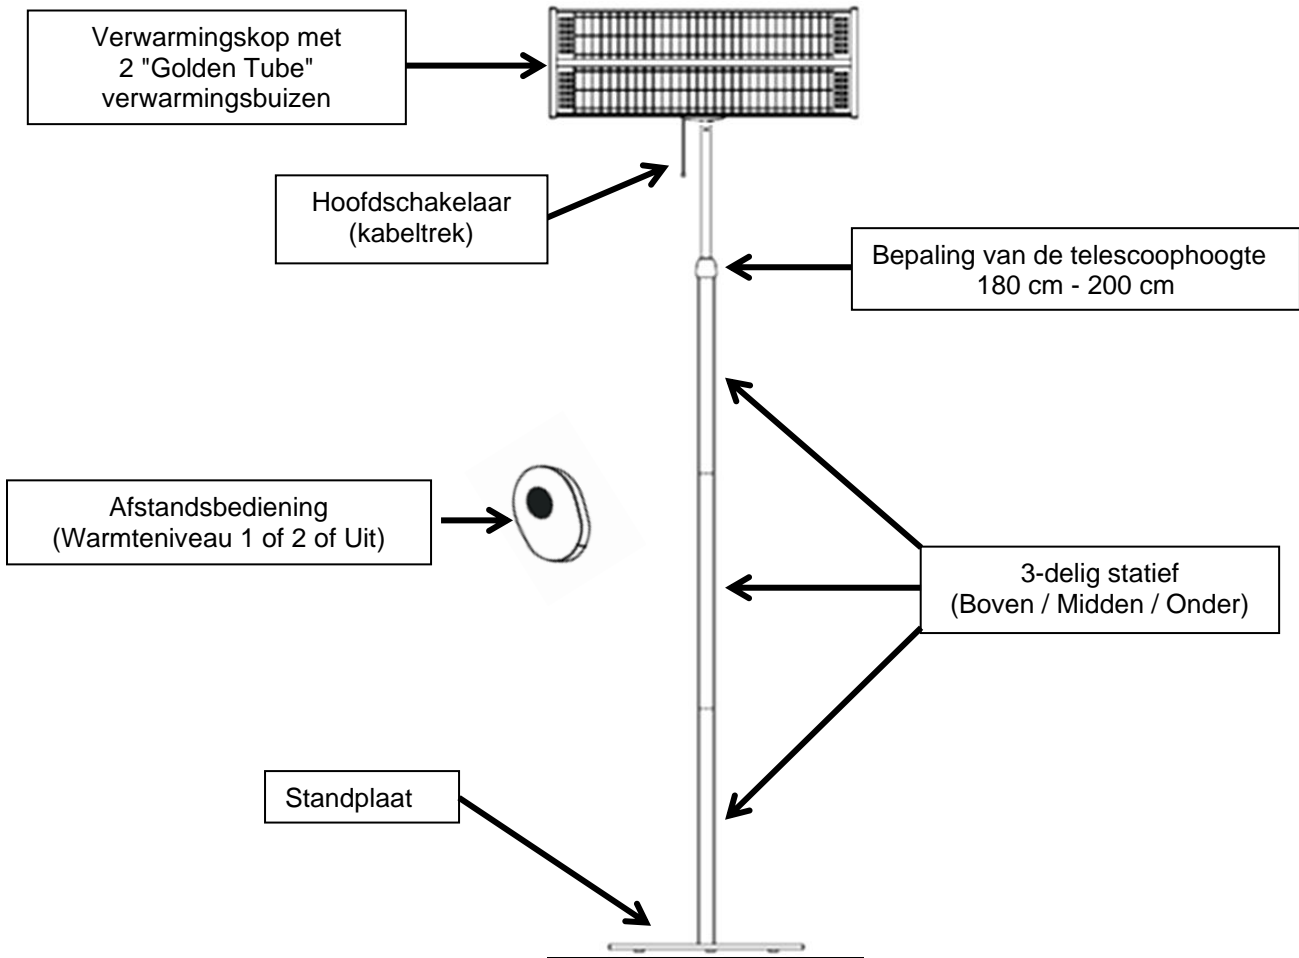 Verwarmingskop met
2 "Golden Tube"
verwarmingsbuizen
Hoofdschakelaar
(kabeltrek)
Bepaling van de telescoophoogte
180 cm - 200 cm
Afstandsbediening
(Warmteniveau 1 of 2 of Uit)
3-delig statief
(Boven / Midden / Onder)
Standplaat